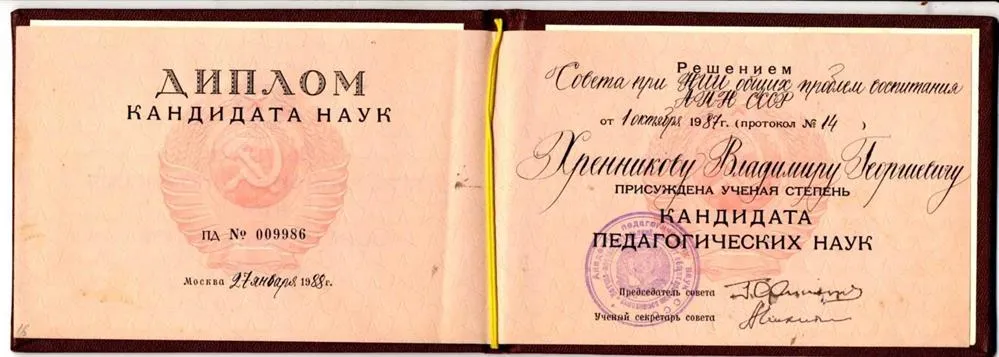 ДИПЛОМ
КАНДИДАТА НАУК
ПД № 009986
Москва 27 января 1988 г.
16
Решением
Совета при НИИ общих проблем воспитания
АПН СССР
от 1 октября 1987 г. (протокол № 14 )
Хренникову Владимиру Георгиевичу
ПРИСУЖДЕНА УЧЕНАЯ СТЕПЕНЬ
КАНДИДАТА
ПЕДАГОГИЧЕСКИХ НАУК
Председатель совета
Ученый секретарь совета